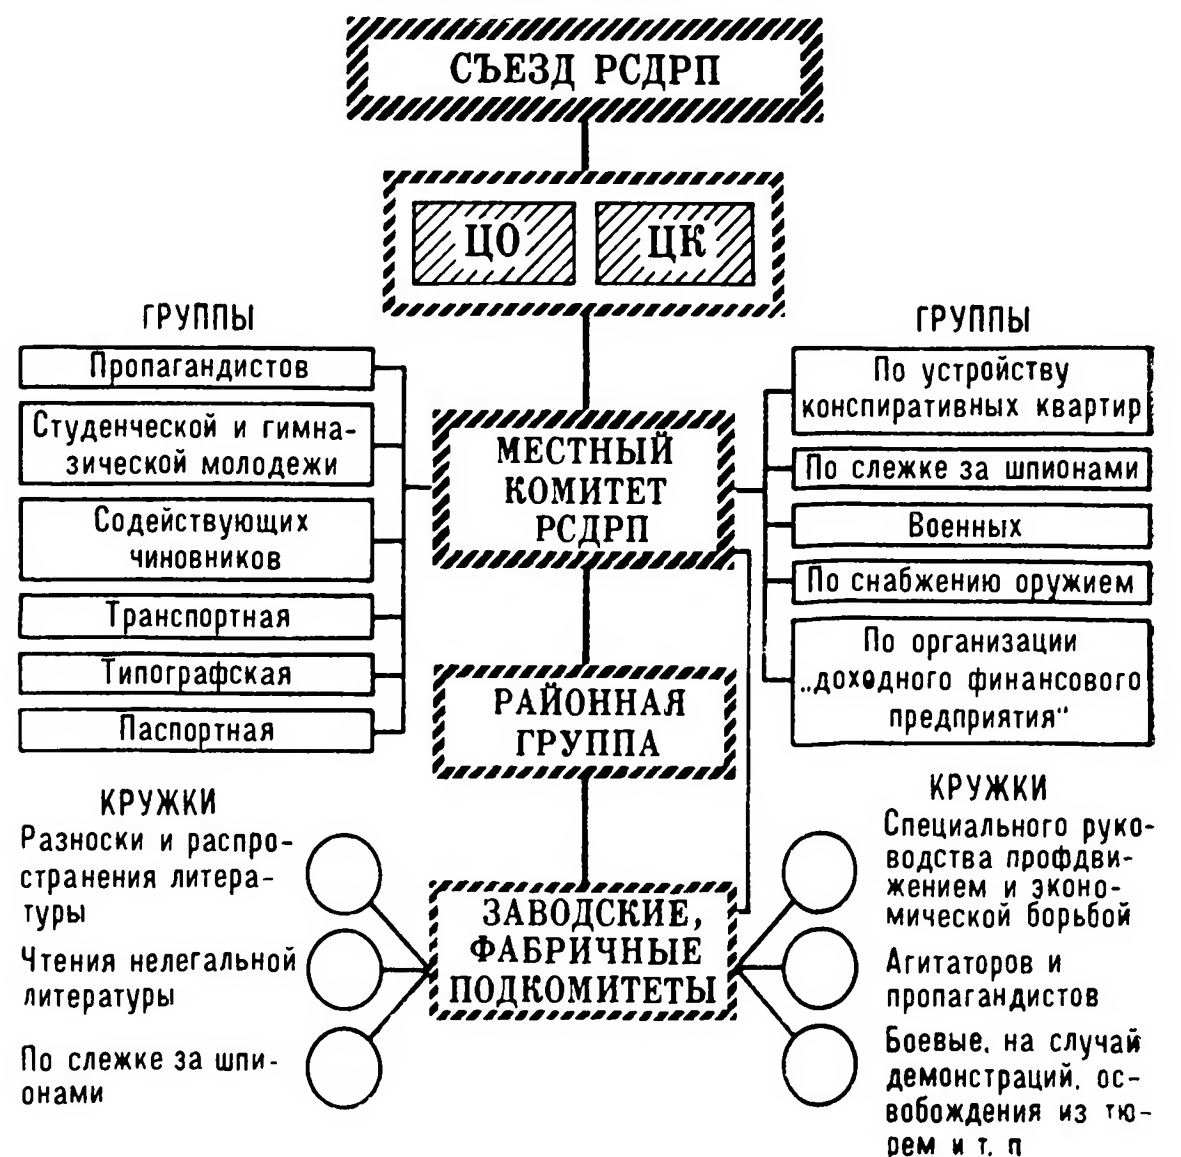 СЪЕЗД РСДРП
ЦО
ЦК
ГРУППЫ
Пропагандистов
Студенческой и гимна-
зической молодежи
Содействующих
чиновников
Транспортная
Типографская
Паспортная
МЕСТНЫЙ
КОМИТЕТ
РСДРП
ГРУППЫ
По устройству
конспиративных квартир
По слежке за шпионами
Военных
По снабжению оружием
По организации
„доходного финансового
предприятия“
РАЙОННАЯ
ГРУППА
КРУЖКИ
Разноски и распро-
странения литера-
туры
Чтения нелегальной
литературы
По слежке за шпи-
онами
ЗАВОДСКИЕ,
ФАБРИЧНЫЕ
ПОДКОМИТЕТЫ
КРУЖКИ
Специального руко-
водства профдви-
жением и эконо-
мической борьбой
Агитаторов и
пропагандистов
Боевые, на случай
демонстраций, ос-
вобождения из тю-
рем и т. п